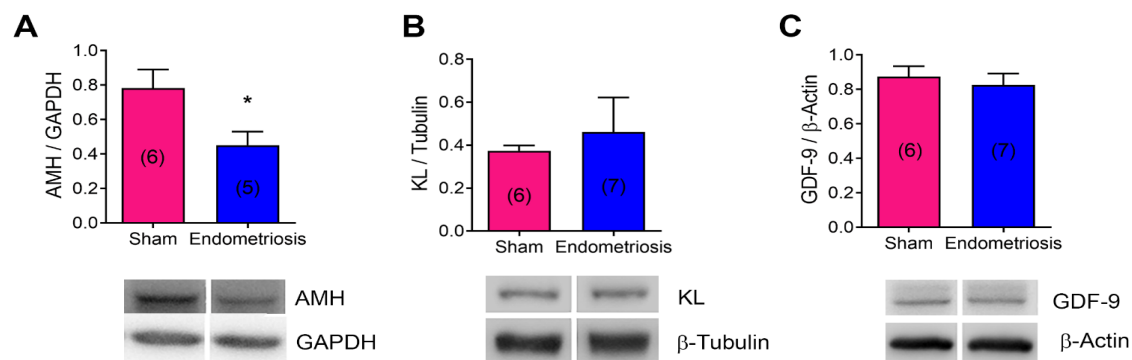 A
AMH / GAPDH
1.0
0.8
0.6
0.4
0.2
0.0
*
(6)
(5)
Sham
Endometriosis
AMH
GAPDH
B
KL / Tubulin
0.8
0.6
0.4
0.2
0.0
(6)
(7)
Sham
Endometriosis
KL
β-Tubulin
C
GDF-9 / β-Actin
1.0
0.8
0.6
0.4
0.2
0.0
(6)
(7)
Sham
Endometriosis
GDF-9
β-Actin